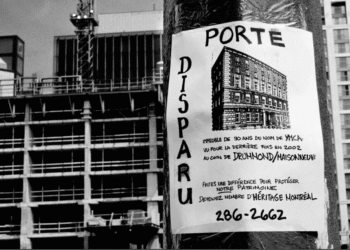 PORTE
DISPARU
IMMEUBLE DE 90 ANS DU NOM DE YMCA
VU POUR LA DERNIÈRE FOIS EN 2002
AU COIN DE DRUMMOND/MAISONNEUVE
FAITES UNE DIFFÉRENCE POUR PROTÉGER
NOTRE PATRIMOINE
DEVENEZ MEMBRE D'HÉRITAGE MONTRÉAL
286-2662